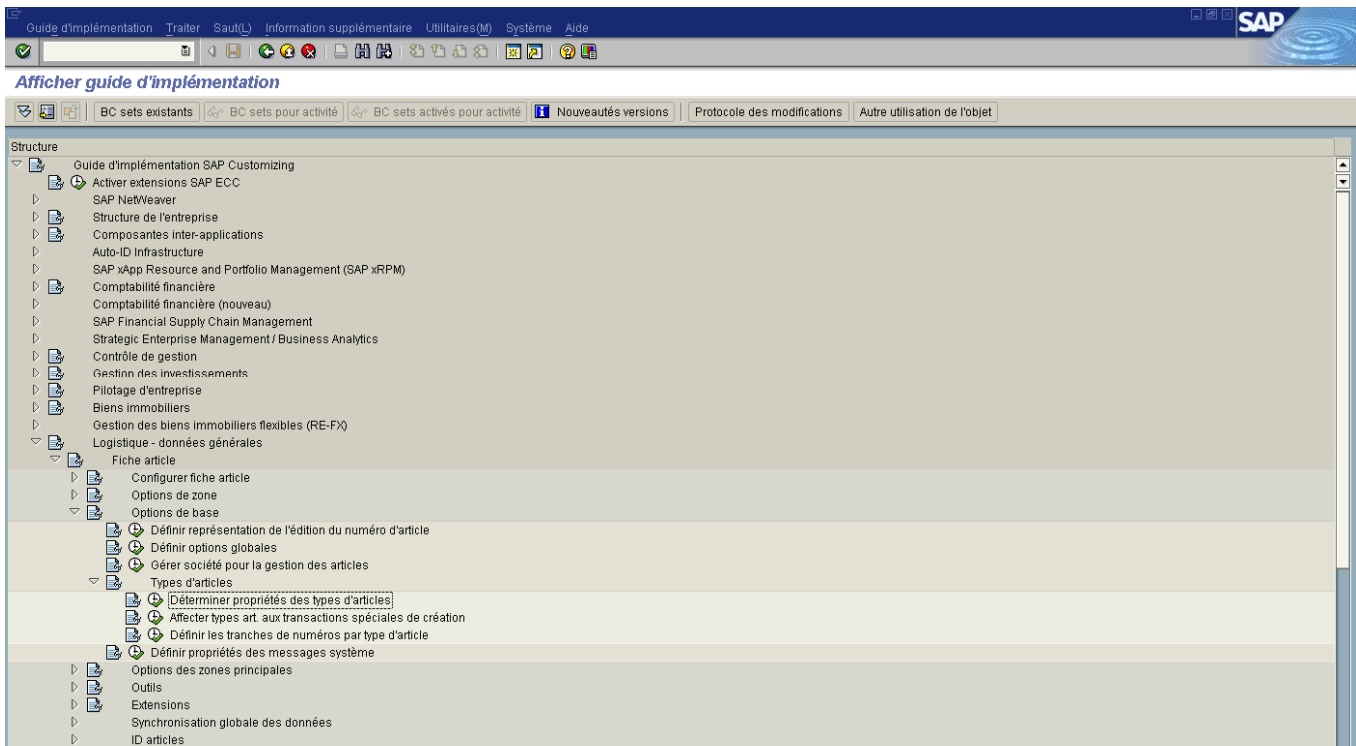 Guide d'implémentation Traiter Saut(L) Information supplémentaire Utilitaires(M) Système Aide
SAP
Afficher guide d'implémentation
BC sets existants BC sets pour activité BC sets activés pour activité Nouveautés versions Protocole des modifications Autre utilisation de l'objet
Structure
Guide d'implémentation SAP Customizing
Activer extensions SAP ECC
SAP NetWeaver
Structure de l'entreprise
Composantes inter-applications
Auto-ID Infrastructure
SAP xApp Resource and Portfolio Management (SAP xRPM)
Comptabilité financière
Comptabilité financière (nouveau)
SAP Financial Supply Chain Management
Strategic Enterprise Management / Business Analytics
Contrôle de gestion
Gestion des investissements
Pilotage d'entreprise
Biens immobiliers
Gestion des biens immobiliers flexibles (RE-FX)
Logistique - données générales
Fiche article
Configurer fiche article
Options de zone
Options de base
Définir représentation de l'édition du numéro d'article
Définir options globales
Gérer société pour la gestion des articles
Types d'articles
Déterminer propriétés des types d'articles
Affecter types art. aux transactions spéciales de création
Définir les tranches de numéros par type d'article
Définir propriétés des messages système
Options des zones principales
Outils
Extensions
Synchronisation globale des données
ID articles